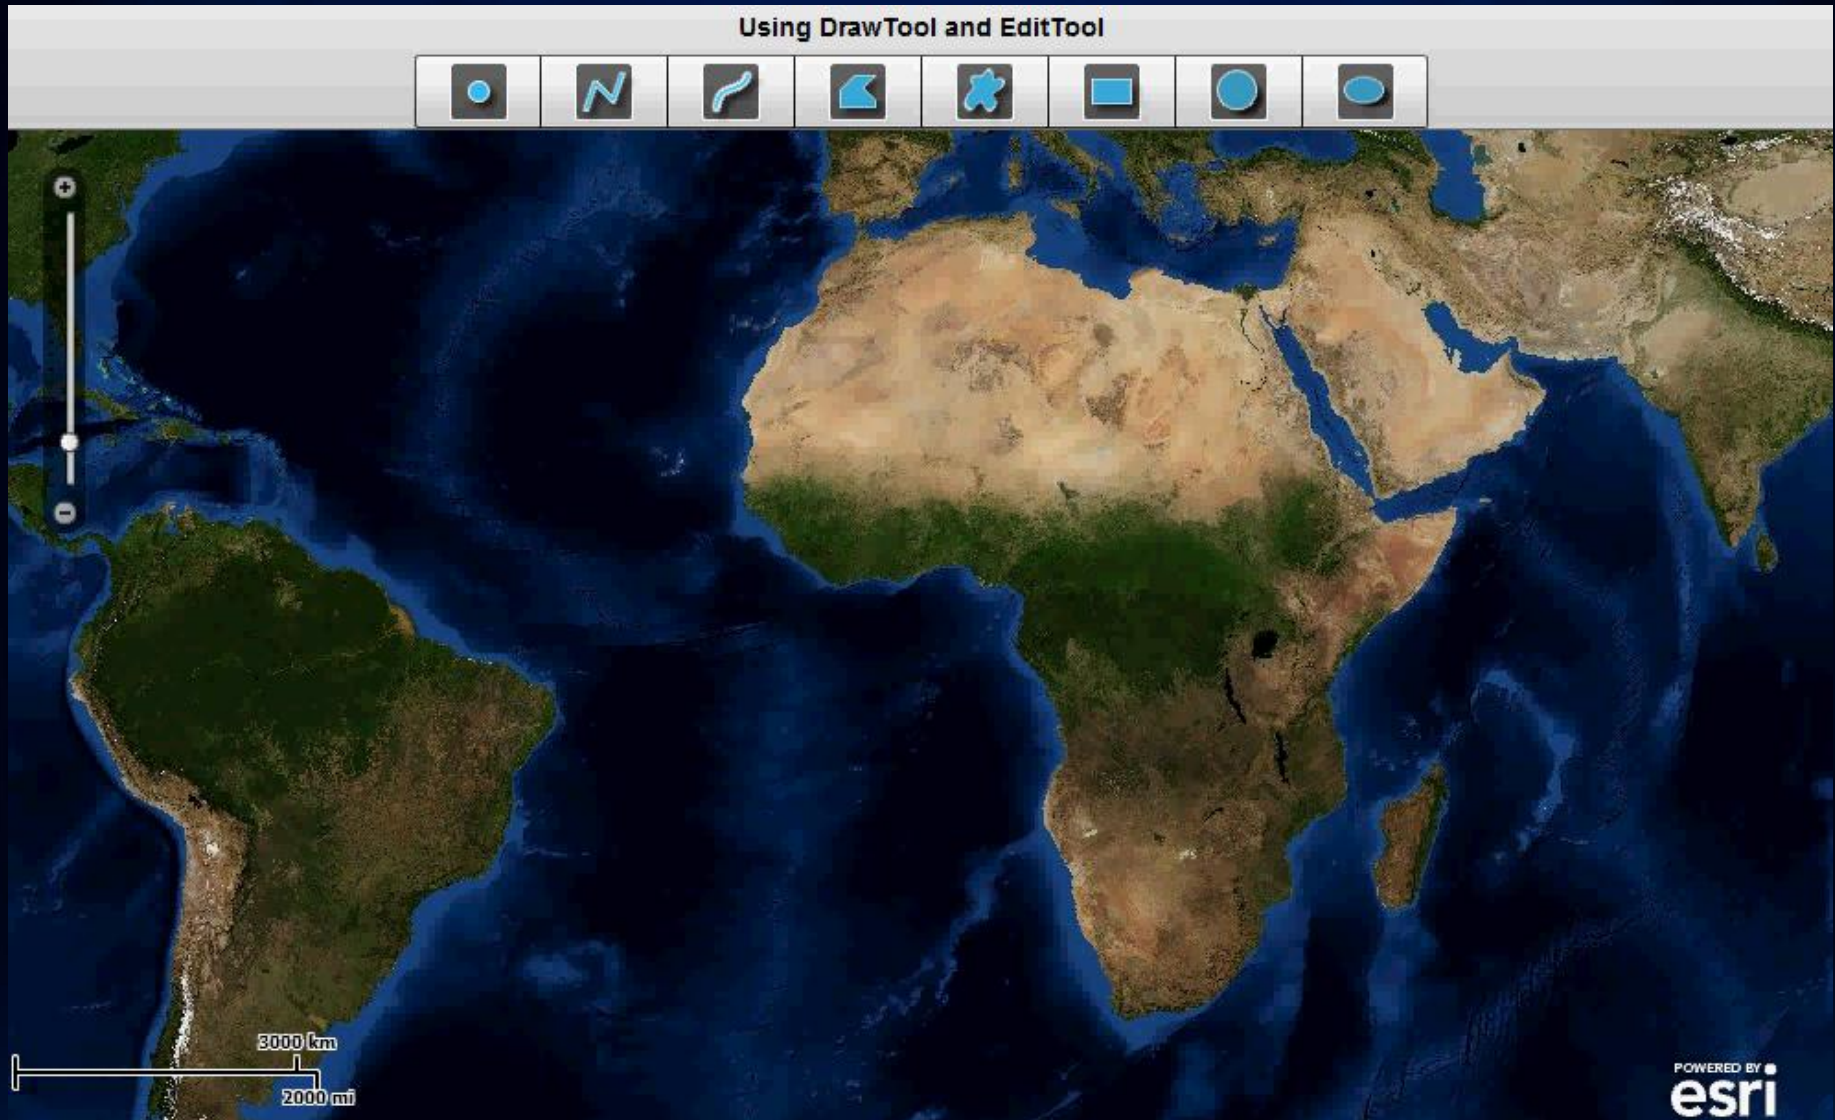 Using DrawTool and EditTool
3000 km
2000 mi
POWERED BY
esri